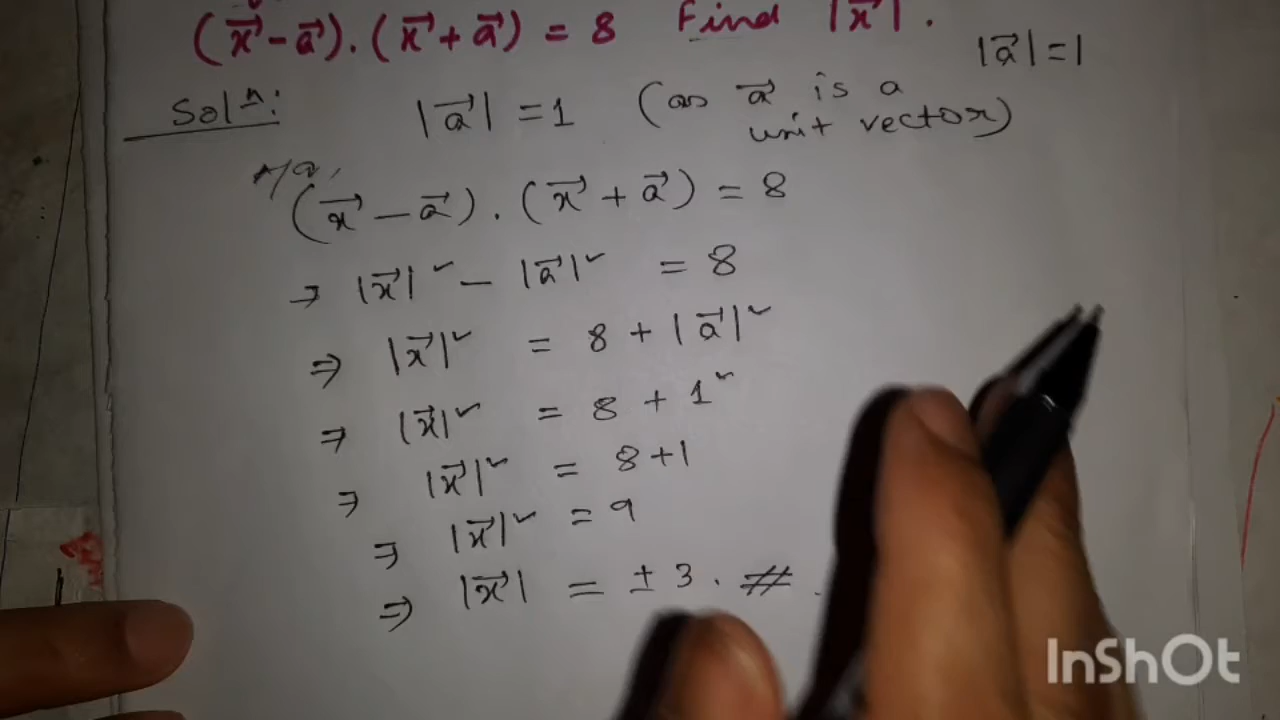 (x⃗ - a⃗) . (x⃗ + a⃗) = 8 Find |x⃗| .
|a⃗| = 1
Solⁿ: |a⃗| = 1 (as a⃗ is a
unit vector)
(x⃗ - a⃗) . (x⃗ + a⃗) = 8
⇒ |x⃗|² - |a⃗|² = 8
⇒ |x⃗|² = 8 + |a⃗|²
⇒ |x⃗|² = 8 + 1²
⇒ |x⃗|² = 8+1
⇒ |x⃗|² = 9
⇒ |x⃗| = ± 3 . #
InShOt